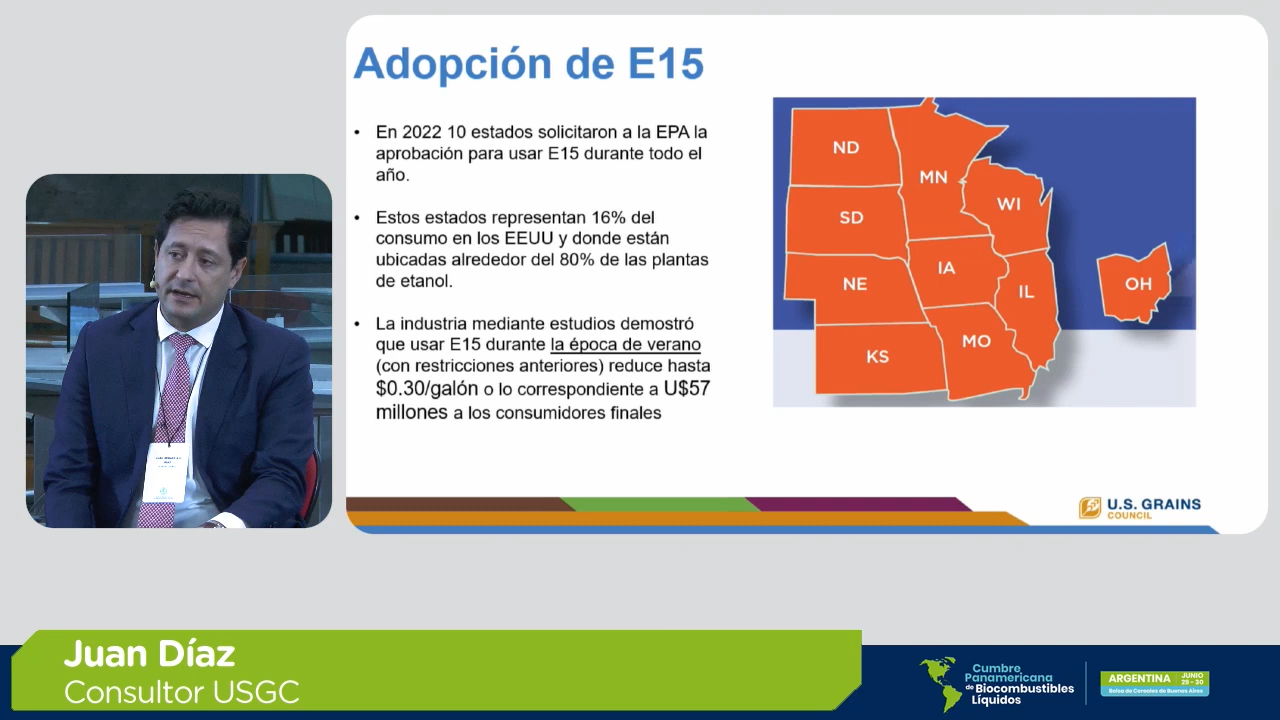 Adopción de E15
• En 2022 10 estados solicitaron a la EPA la
aprobación para usar E15 durante todo el
año.
• Estos estados representan 16% del
consumo en los EEUU y donde están
ubicadas alrededor del 80% de las plantas
de etanol.
• La industria mediante estudios demostró
que usar E15 durante la época de verano
(con restricciones anteriores) reduce hasta
$0.30/galón o lo correspondiente a U$57
millones a los consumidores finales
ND
MN
WI
SD
IA
NE
IL
OH
MO
KS
U.S. GRAINS
COUNCIL
Juan Díaz
Consultor USGC
Cumbre
Panamericana
de Biocombustibles
Líquidos
ARGENTINA
JUNIO
29 - 30
Bolsa de Cereales de Buenos Aires